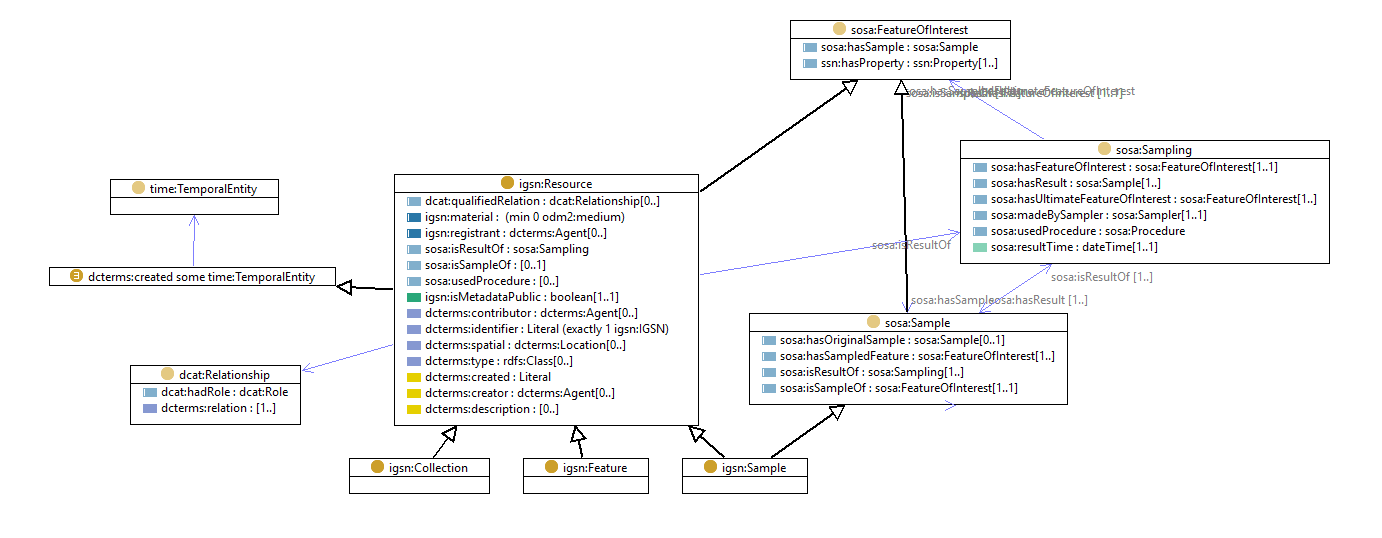 sosa:FeatureOfInterest
sosa:hasSample : sosa:Sample
ssn:hasProperty : ssn:Property[1..]
sosa:Sampling
sosa:hasFeatureOfInterest : sosa:FeatureOfInterest[1..1]
sosa:hasResult : sosa:Sample[1..]
sosa:hasUltimateFeatureOfInterest : sosa:FeatureOfInterest[1..]
sosa:madeBySampler : sosa:Sampler[1..1]
sosa:usedProcedure : sosa:Procedure
sosa:resultTime : dateTime[1..1]
time:TemporalEntity
igsn:Resource
dcat:qualifiedRelation : dcat:Relationship[0..]
igsn:material : (min 0 odm2:medium)
igsn:registrant : dcterms:Agent[0..]
sosa:isResultOf : sosa:Sampling
sosa:isSampleOf : [0..1]
sosa:usedProcedure : [0..]
igsn:isMetadataPublic : boolean[1..1]
dcterms:contributor : dcterms:Agent[0..]
dcterms:identifier : Literal (exactly 1 igsn:IGSN)
dcterms:spatial : dcterms:Location[0..]
dcterms:type : rdfs:Class[0..]
dcterms:created : Literal
dcterms:creator : dcterms:Agent[0..]
dcterms:description : [0..]
sosa:isResultOf
dcterms:created some time:TemporalEntity
sosa:isResultOf [1..]
sosa:hasSample
sosa:hasResult [1..]
sosa:Sample
sosa:hasOriginalSample : sosa:Sample[0..1]
sosa:hasSampledFeature : sosa:FeatureOfInterest[1..]
sosa:isResultOf : sosa:Sampling[1..]
sosa:isSampleOf : sosa:FeatureOfInterest[1..1]
dcat:Relationship
dcat:hadRole : dcat:Role
dcterms:relation : [1..]
igsn:Collection
igsn:Feature
igsn:Sample